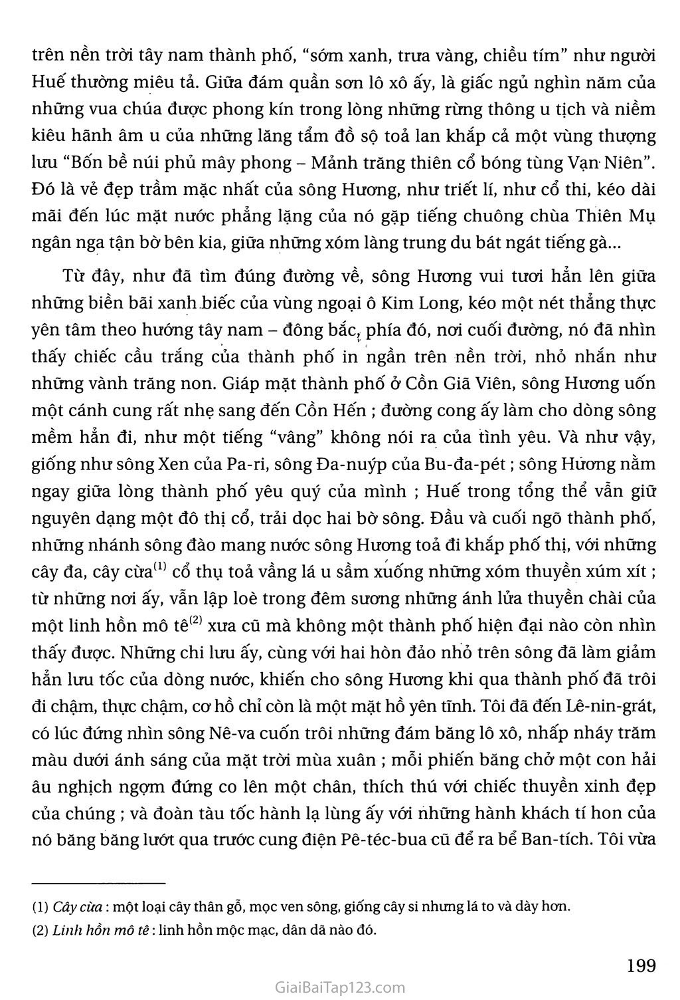 trên nền trời tây nam thành phố, “sớm xanh, trưa vàng, chiều tím” như người
Huế thường miêu tả. Giữa đám quần sơn lô xô ấy, là giấc ngủ nghìn năm của
những vua chúa được phong kín trong lòng những rừng thông u tịch và niềm
kiêu hãnh âm u của những lăng tẩm đồ sộ toả lan khắp cả một vùng thượng
lưu “Bốn bề núi phủ mây phong – Mảnh trăng thiên cổ bóng tùng Vạn Niên”.
Đó là vẻ đẹp trầm mặc nhất của sông Hương, như triết lí, như cổ thi, kéo dài
mãi đến lúc mặt nước phẳng lặng của nó gặp tiếng chuông chùa Thiên Mụ
ngân nga tận bờ bên kia, giữa những xóm làng trung du bát ngát tiếng gà...
Từ đây, như đã tìm đúng đường về, sông Hương vui tươi hẳn lên giữa
những biền bãi xanh biếc của vùng ngoại ô Kim Long, kéo một nét thẳng thực
yên tâm theo hướng tây nam – đông bắc, phía đó, nơi cuối đường, nó đã nhìn
thấy chiếc cầu trắng của thành phố in ngần trên nền trời, nhỏ nhắn như
những vành trăng non. Giáp mặt thành phố ở Cồn Giã Viên, sông Hương uốn
một cánh cung rất nhẹ sang đến Cồn Hến ; đường cong ấy làm cho dòng sông
mềm hẳn đi, như một tiếng “vâng” không nói ra của tình yêu. Và như vậy,
giống như sông Xen của Pa-ri, sông Đa-nuýp của Bu-đa-pét ; sông Hương nằm
ngay giữa lòng thành phố yêu quý của mình ; Huế trong tổng thể vẫn giữ
nguyên dạng một đô thị cổ, trải dọc hai bờ sông. Đầu và cuối ngõ thành phố,
những nhánh sông đào mang nước sông Hương toả đi khắp phố thị, với những
cây đa, cây cừa(1) cổ thụ toả vầng lá u sầm xuống những xóm thuyền xúm xít ;
từ những nơi ấy, vẫn lập loè trong đêm sương những ánh lửa thuyền chài của
một linh hồn mô tê(2) xưa cũ mà không một thành phố hiện đại nào còn nhìn
thấy được. Những chi lưu ấy, cùng với hai hòn đảo nhỏ trên sông đã làm giảm
hẳn lưu tốc của dòng nước, khiến cho sông Hương khi qua thành phố đã trôi
đi chậm, thực chậm, cơ hồ chỉ còn là một mặt hồ yên tĩnh. Tôi đã đến Lê-nin-grát,
có lúc đứng nhìn sông Nê-va cuốn trôi những đám băng lô xô, nhấp nháy trăm
màu dưới ánh sáng của mặt trời mùa xuân ; mỗi phiến băng chở một con hải
âu nghịch ngợm đứng co lên một chân, thích thú với chiếc thuyền xinh đẹp
của chúng ; và đoàn tàu tốc hành lạ lùng ấy với những hành khách tí hon của
nó băng băng lướt qua trước cung điện Pê-téc-bua cũ để ra bể Ban-tích. Tôi vừa
(1) Cây cừa : một loại cây thân gỗ, mọc ven sông, giống cây si nhưng lá to và dày hơn.
(2) Linh hồn mô tê : linh hồn mộc mạc, dân dã nào đó.
199
GiaiBaiTap123.com